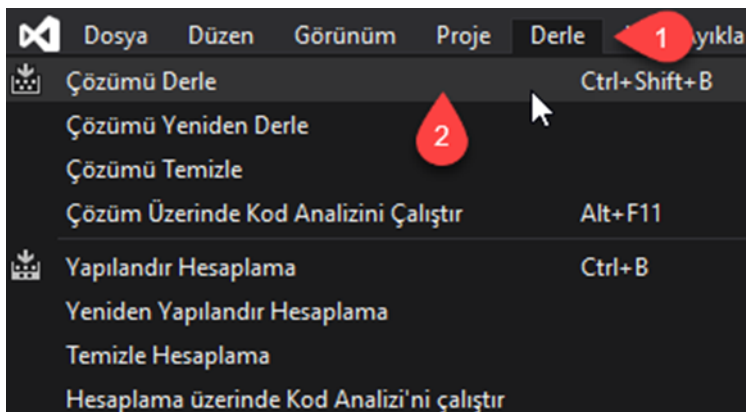 Dosya Düzen Görünüm Proje Derle 1
Çözümü Derle Ctrl+Shift+B
2
Çözümü Yeniden Derle
Çözümü Temizle
Çözüm Üzerinde Kod Analizini Çalıştır Alt+F11
Yapılandır Hesaplama Ctrl+B
Yeniden Yapılandır Hesaplama
Temizle Hesaplama
Hesaplama üzerinde Kod Analizi'ni çalıştır